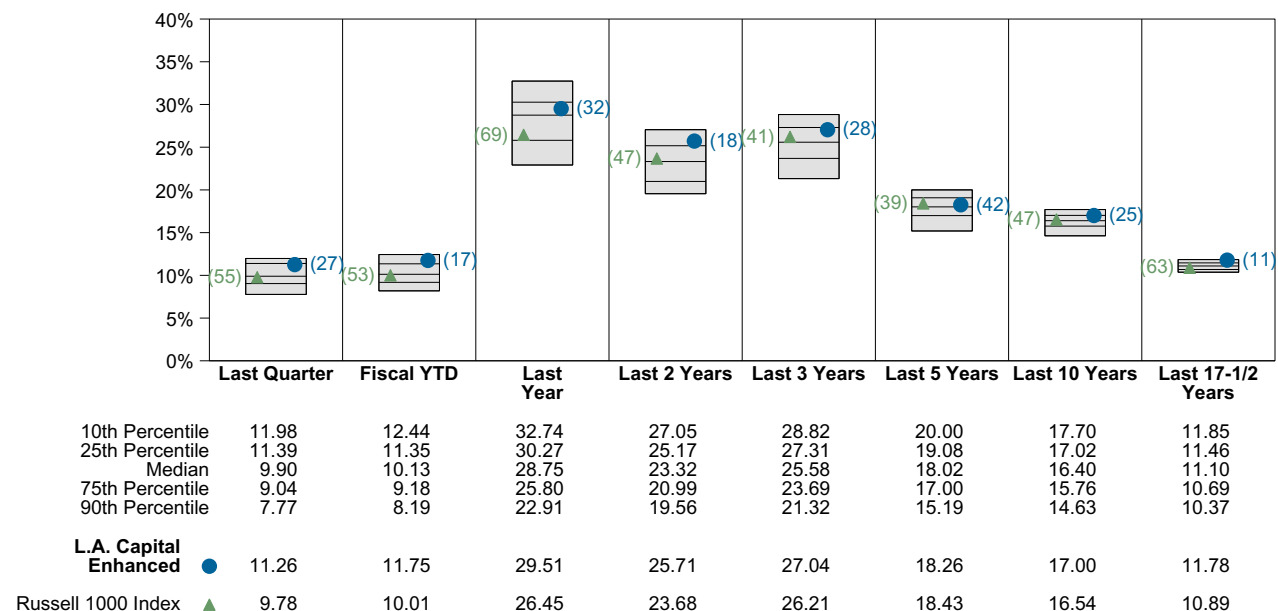 40%
35%
30%
25%
20%
15%
10%
5%
0%
(55)
(27)
(53)
(17)
(69)
(32)
(47)
(18)
(41)
(28)
(39)
(42)
(47)
(25)
(63)
(11)
Last Quarter Fiscal YTD Last Year Last 2 Years Last 3 Years Last 5 Years Last 10 Years Last 17-1/2 Years
10th Percentile 11.98 12.44 32.74 27.05 28.82 20.00 17.70 11.85
25th Percentile 11.39 11.35 30.27 25.17 27.31 19.08 17.02 11.46
Median 9.90 10.13 28.75 23.32 25.58 18.02 16.40 11.10
75th Percentile 9.04 9.18 25.80 20.99 23.69 17.00 15.76 10.69
90th Percentile 7.77 8.19 22.91 19.56 21.32 15.19 14.63 10.37
L.A. Capital
Enhanced 11.26 11.75 29.51 25.71 27.04 18.26 17.00 11.78
Russell 1000 Index 9.78 10.01 26.45 23.68 26.21 18.43 16.54 10.89